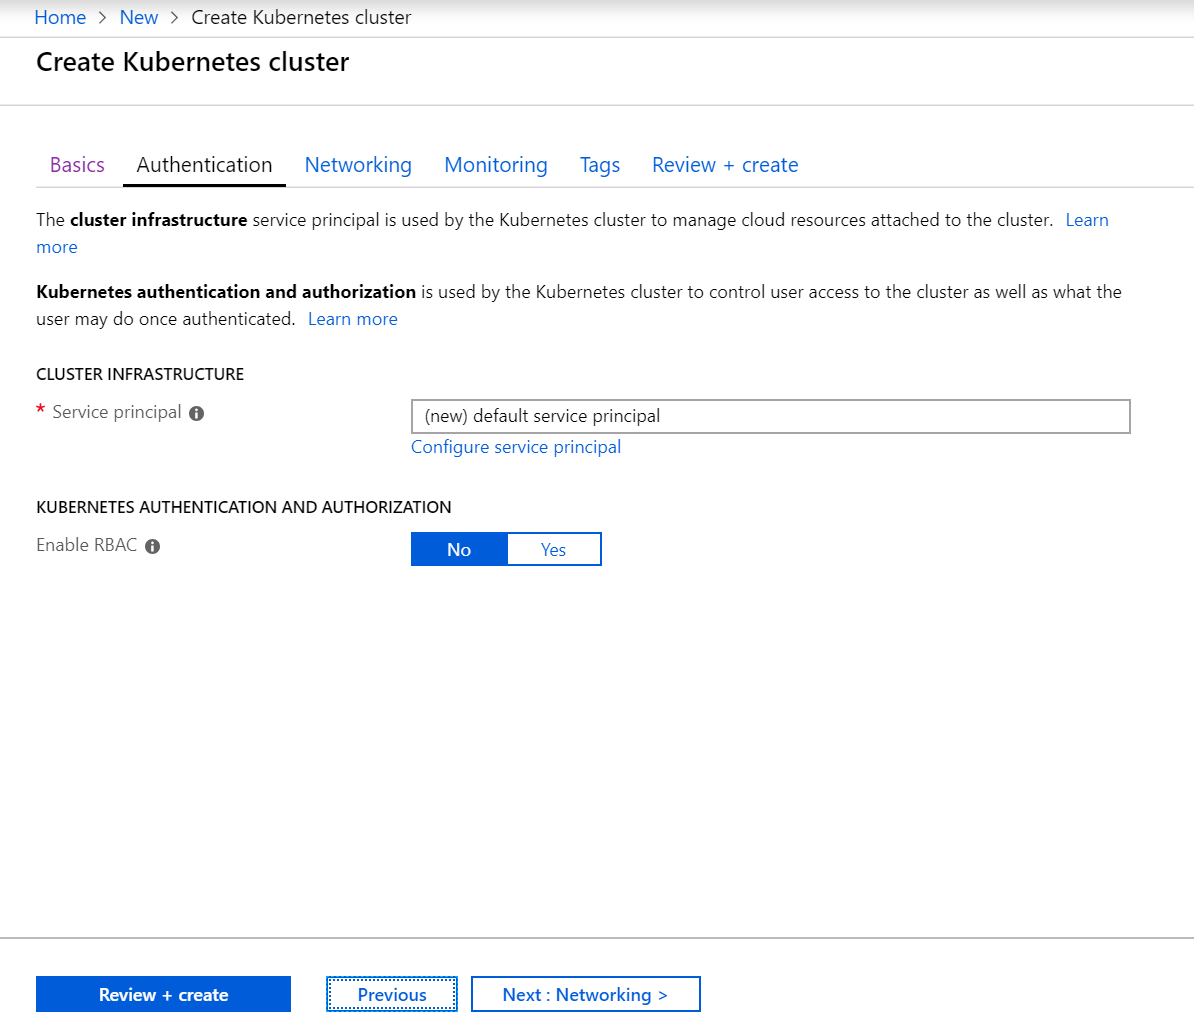 Home > New > Create Kubernetes cluster
Create Kubernetes cluster
Basics Authentication Networking Monitoring Tags Review + create
The cluster infrastructure service principal is used by the Kubernetes cluster to manage cloud resources attached to the cluster. Learn
more
Kubernetes authentication and authorization is used by the Kubernetes cluster to control user access to the cluster as well as what the
user may do once authenticated. Learn more
CLUSTER INFRASTRUCTURE
* Service principal
(new) default service principal
Configure service principal
KUBERNETES AUTHENTICATION AND AUTHORIZATION
Enable RBAC
No Yes
Review + create Previous Next : Networking >